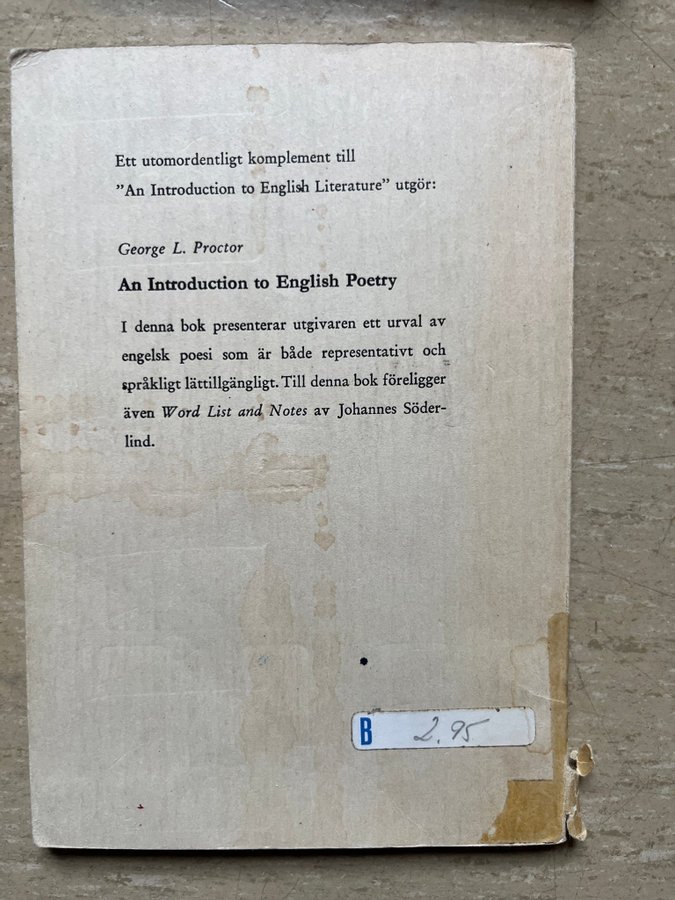 Ett utomordentligt komplement till
”An Introduction to English Literature” utgör:
George L. Proctor
An Introduction to English Poetry
I denna bok presenterar utgivaren ett urval av
engelsk poesi som är både representativt och
språkligt lättillgängligt. Till denna bok föreligger
även Word List and Notes av Johannes Söder-
lind.
B 2.95